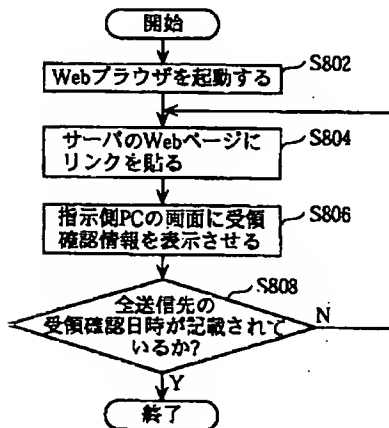 開始
Webブラウザを起動する
S802
サーバのWebページに
リンクを貼る
S804
指示側PCの画面に受領
確認情報を表示させる
S806
全送信先の
受領確認日時が記載されて
いるか?
S808
N
Y
終了